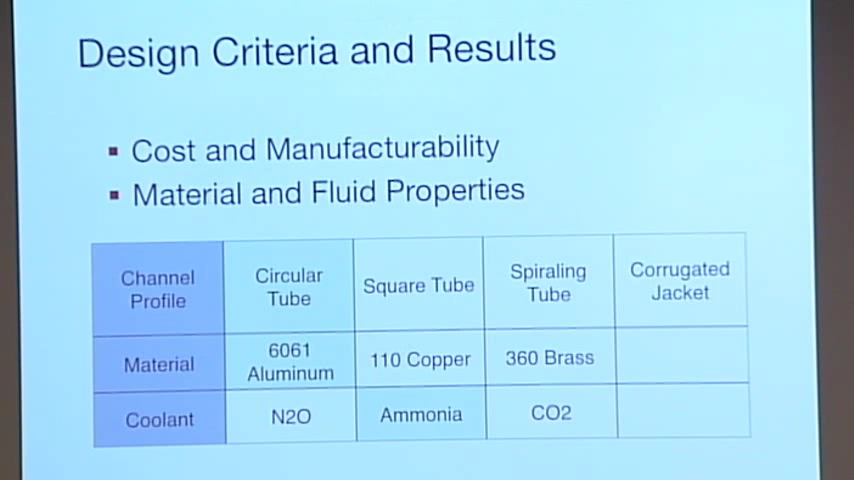 Design Criteria and Results
▪ Cost and Manufacturability
▪ Material and Fluid Properties
Channel Profile
Circular Tube
Square Tube
Spiraling Tube
Corrugated Jacket
Material
6061 Aluminum
110 Copper
360 Brass
Coolant
N2O
Ammonia
CO2